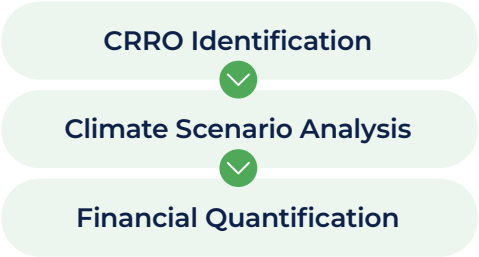 CRRO Identification
Climate Scenario Analysis
Financial Quantification